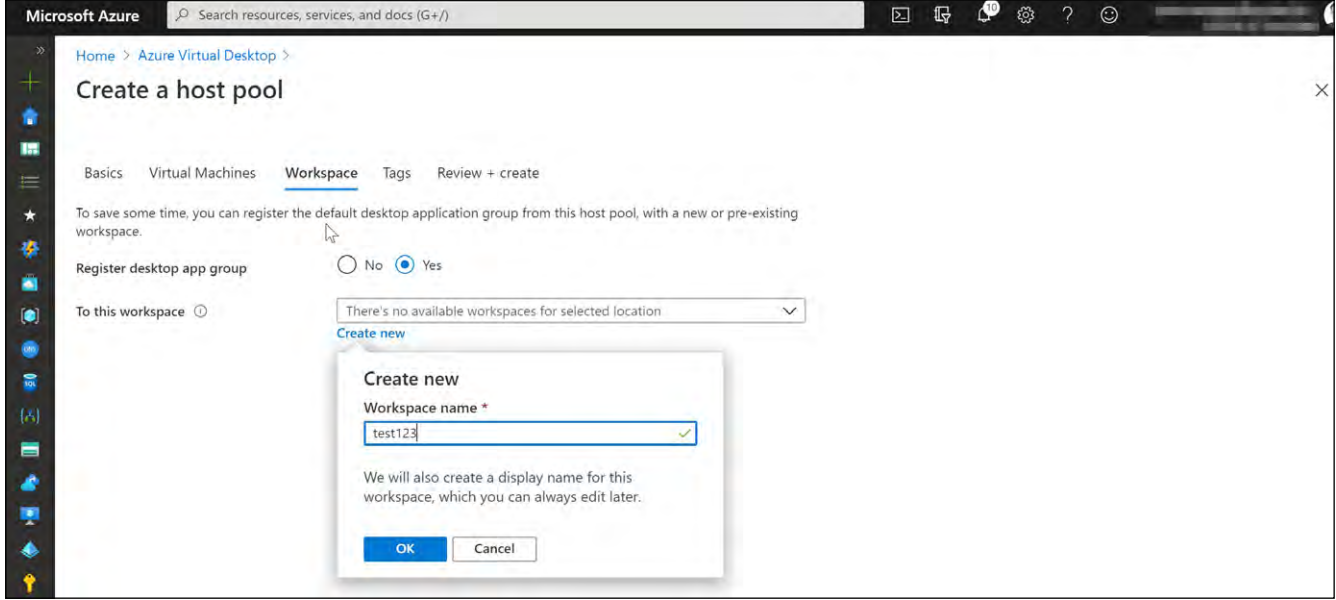 Microsoft Azure
Search resources, services, and docs (G+/)
10
Home > Azure Virtual Desktop >
Create a host pool
Basics Virtual Machines Workspace Tags Review + create
To save some time, you can register the default desktop application group from this host pool, with a new or pre-existing
workspace.
Register desktop app group No Yes
To this workspace There's no available workspaces for selected location
Create new
Create new
Workspace name *
test123
We will also create a display name for this
workspace, which you can always edit later.
OK Cancel
SQL